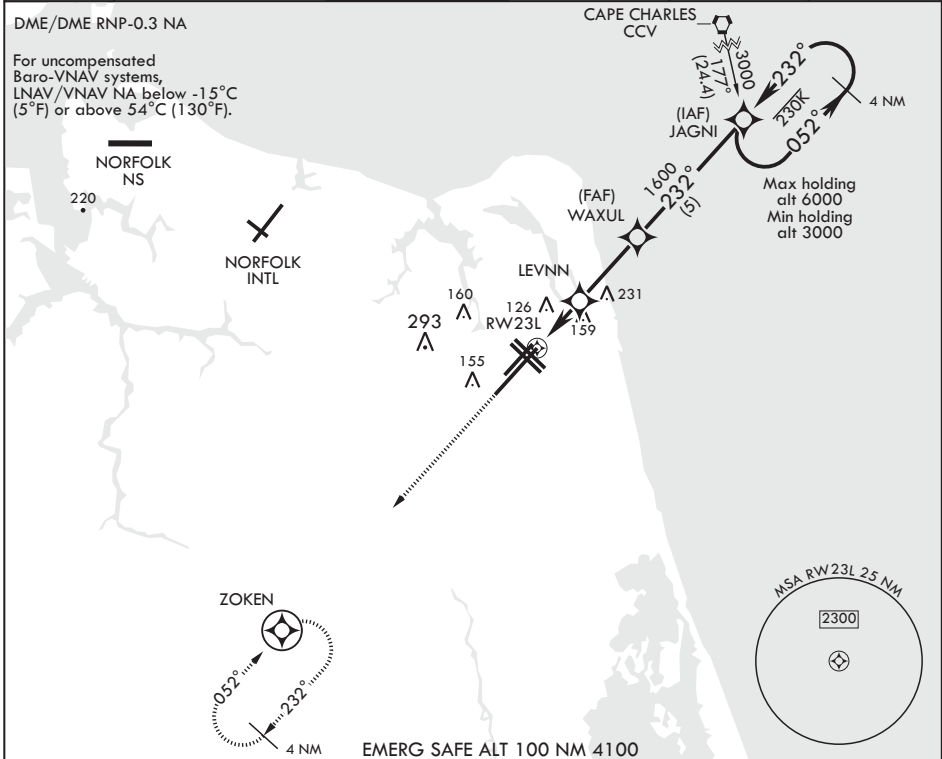 DME/DME RNP-0.3 NA
For uncompensated
Baro-VNAV systems,
LNAV/VNAV NA below -15°C
(5°F) or above 54°C (130°F).
NORFOLK
NS
220
NORFOLK
INTL
CAPE CHARLES
CCV
3000
177°
(24.4)
(IAF)
JAGNI
232°
230K
052°
4 NM
Max holding
alt 6000
Min holding
alt 3000
1600
232°
(5)
(FAF)
WAXUL
LEVNN
231
160
126
159
RW23L
293
155
ZOKEN
052°
232°
4 NM
MSA RW23L 25 NM
2300
EMERG SAFE ALT 100 NM 4100